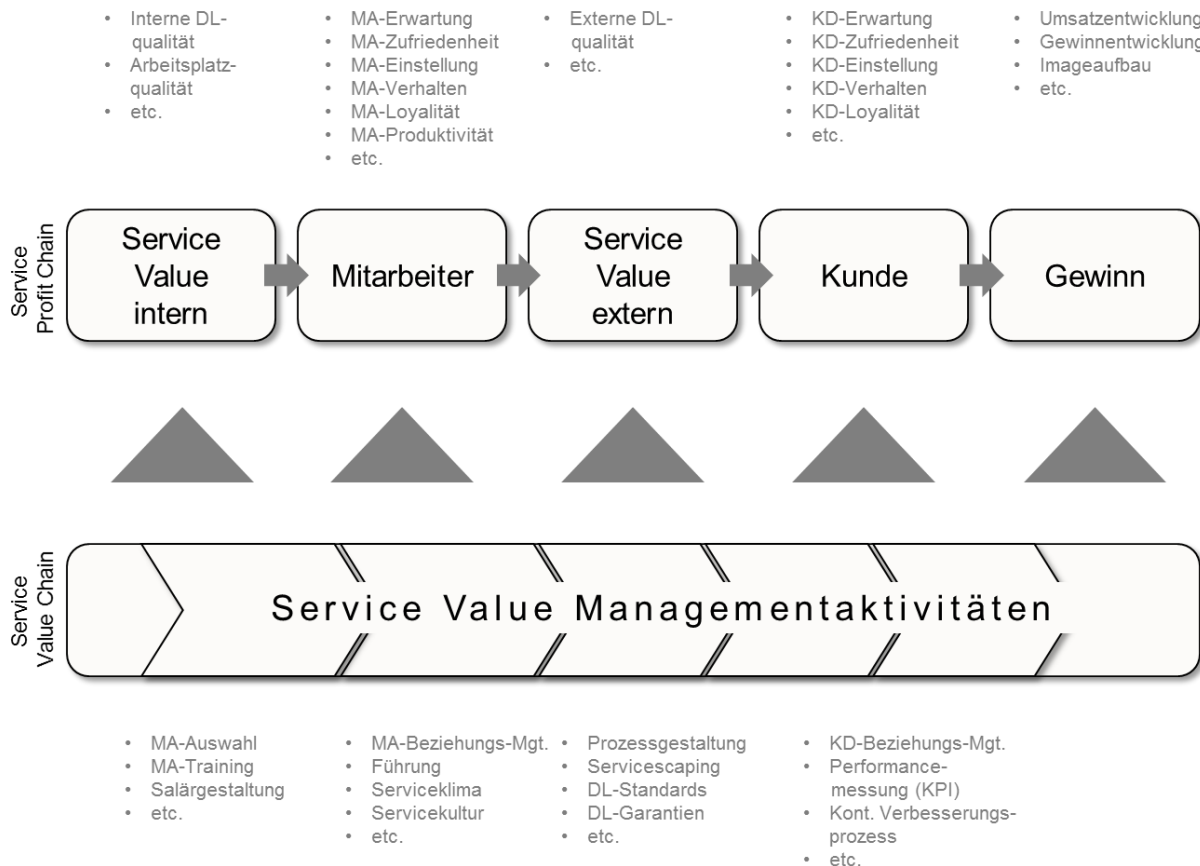 • Interne DL-
qualität
• Arbeitsplatz-
qualität
• etc.
• MA-Erwartung
• MA-Zufriedenheit
• MA-Einstellung
• MA-Verhalten
• MA-Loyalität
• MA-Produktivität
• etc.
• Externe DL-
qualität
• etc.
• KD-Erwartung
• KD-Zufriedenheit
• KD-Einstellung
• KD-Verhalten
• KD-Loyalität
• etc.
• Umsatzentwicklung
• Gewinnentwicklung
• Imageaufbau
• etc.
Service
Profit Chain
Service
Value
intern
Mitarbeiter
Service
Value
extern
Kunde
Gewinn
Service
Value Chain
Service Value Managementaktivitäten
• MA-Auswahl
• MA-Training
• Salärgestaltung
• etc.
• MA-Beziehungs-Mgt.
• Führung
• Serviceklima
• Servicekultur
• etc.
• Prozessgestaltung
• Servicescaping
• DL-Standards
• DL-Garantien
• etc.
• KD-Beziehungs-Mgt.
• Performance-
messung (KPI)
• Kont. Verbesserungs-
prozess
• etc.